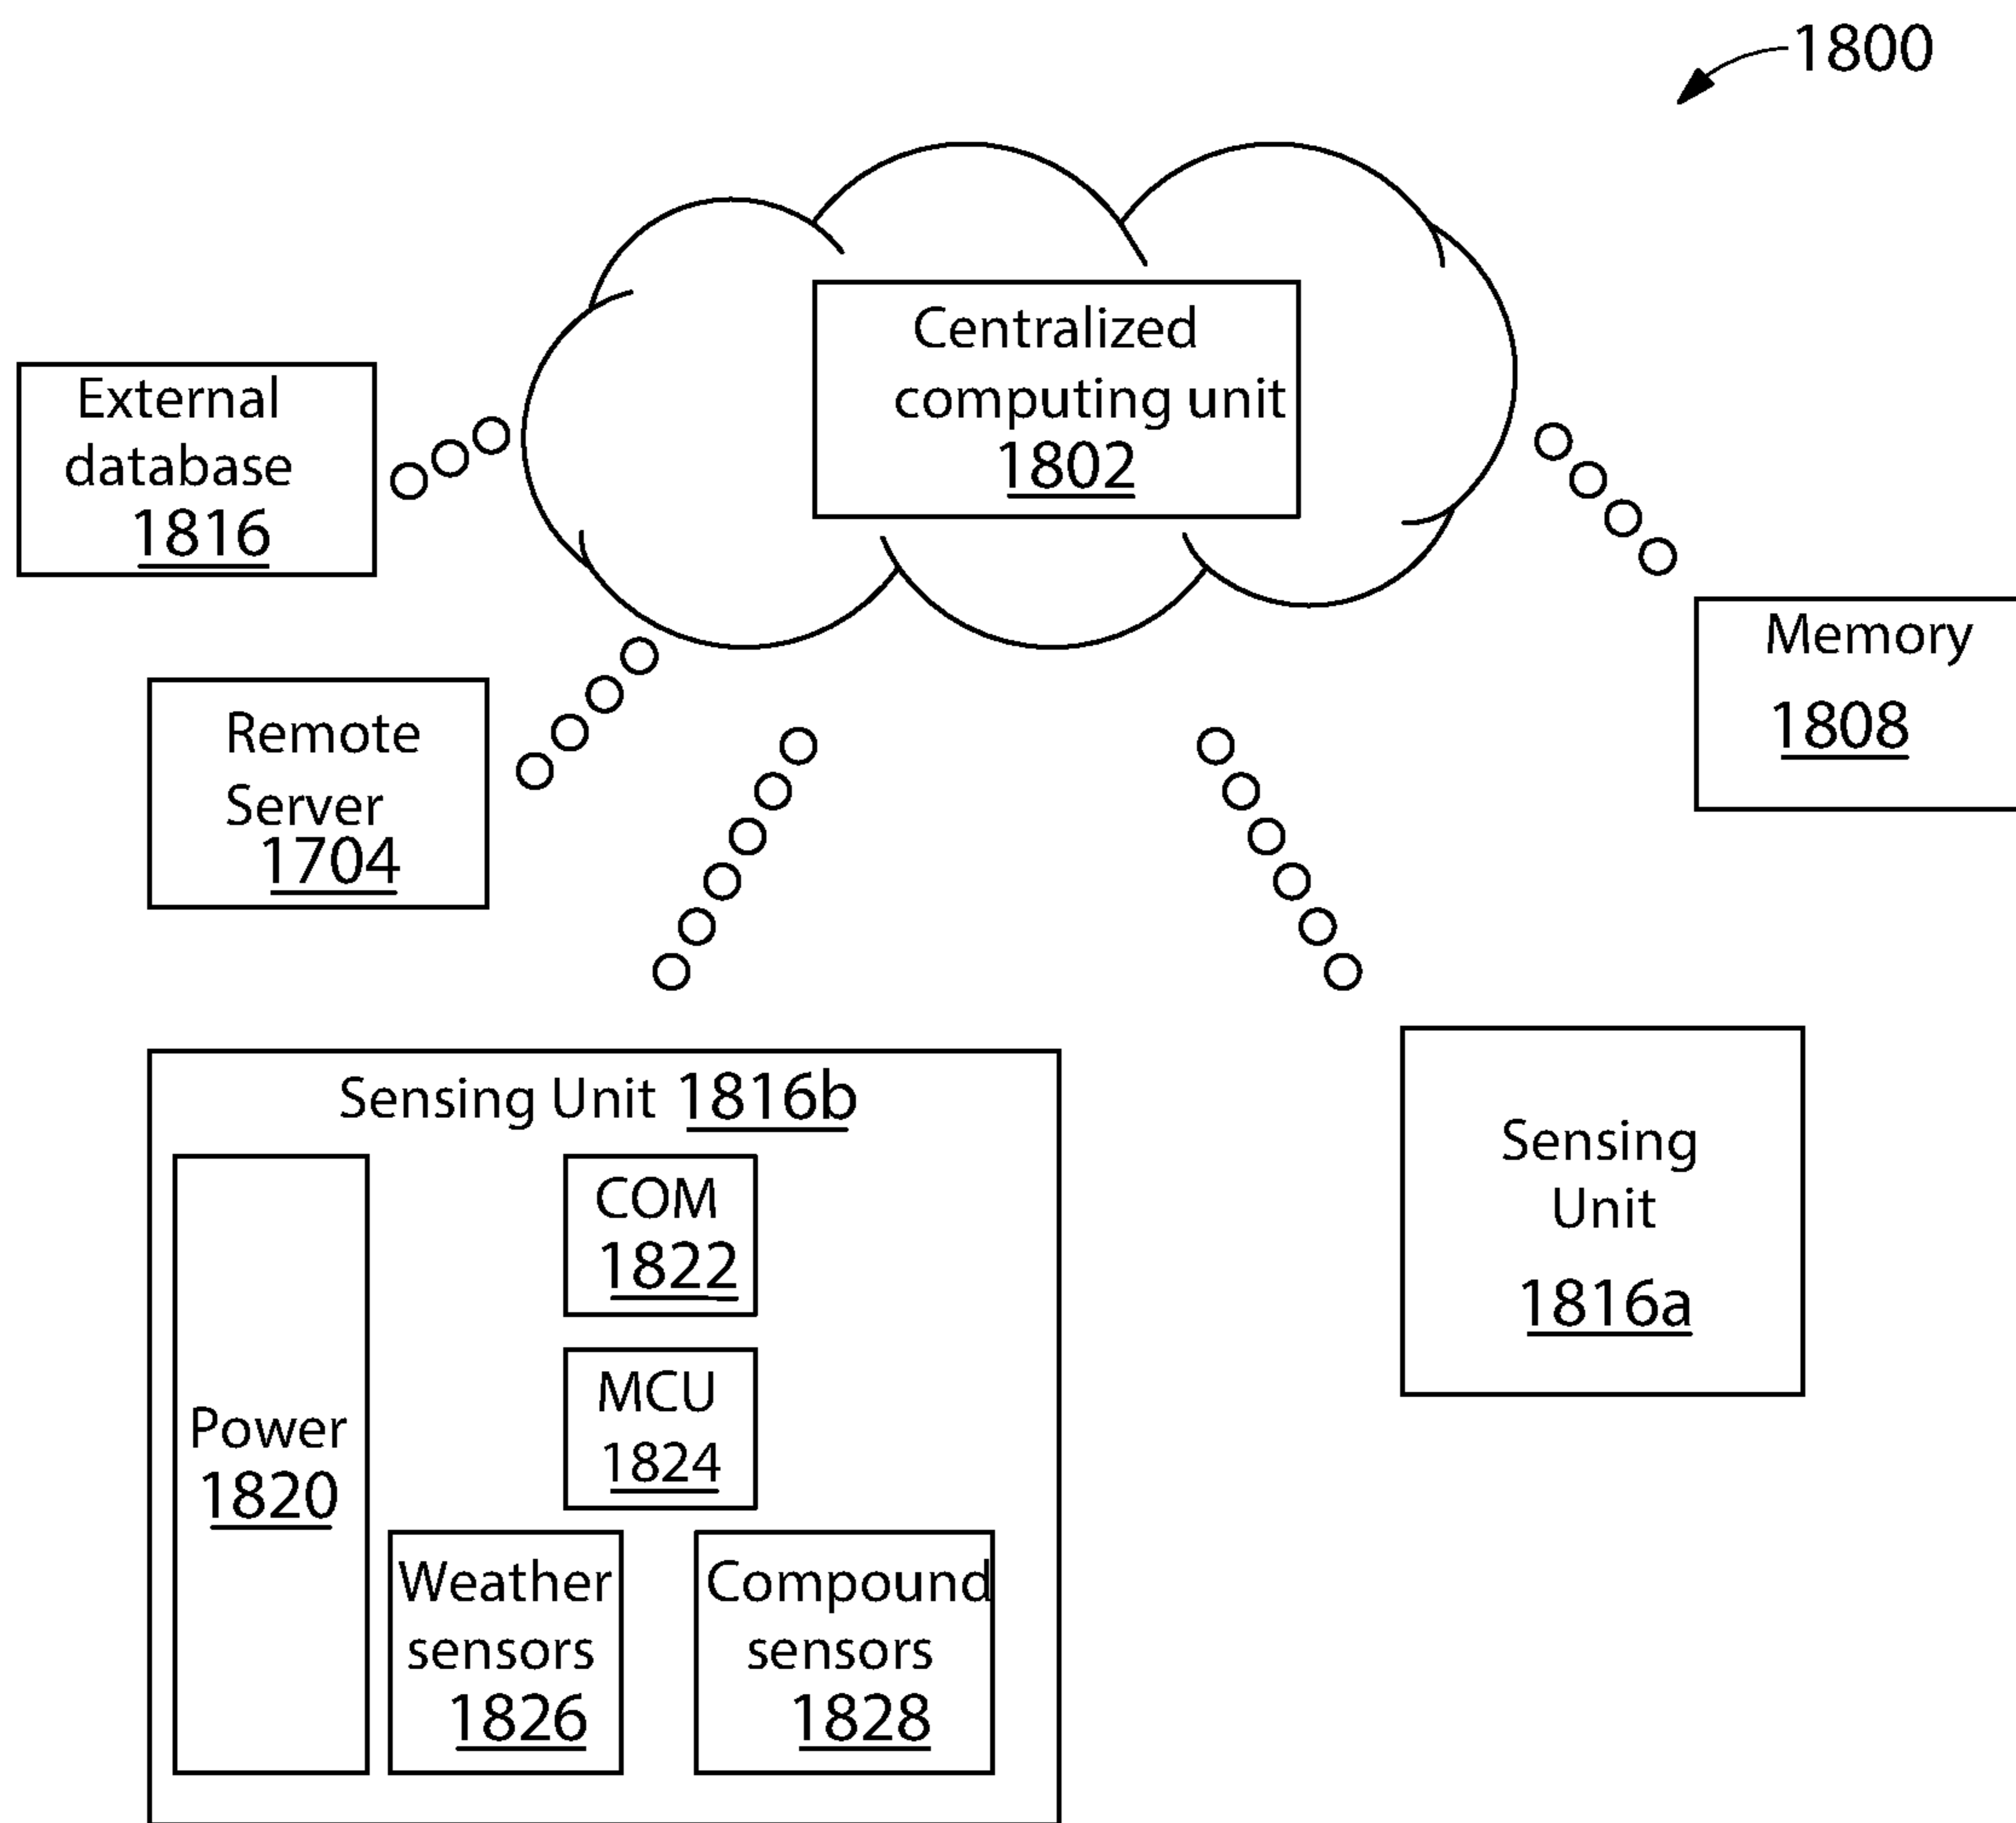 1800
Centralized
computing unit
1802
External
database
1816
Memory
1808
Remote
Server
1704
Sensing Unit 1816b
COM
1822
MCU
1824
Power
1820
Weather
sensors
1826
Compound
sensors
1828
Sensing
Unit
1816a